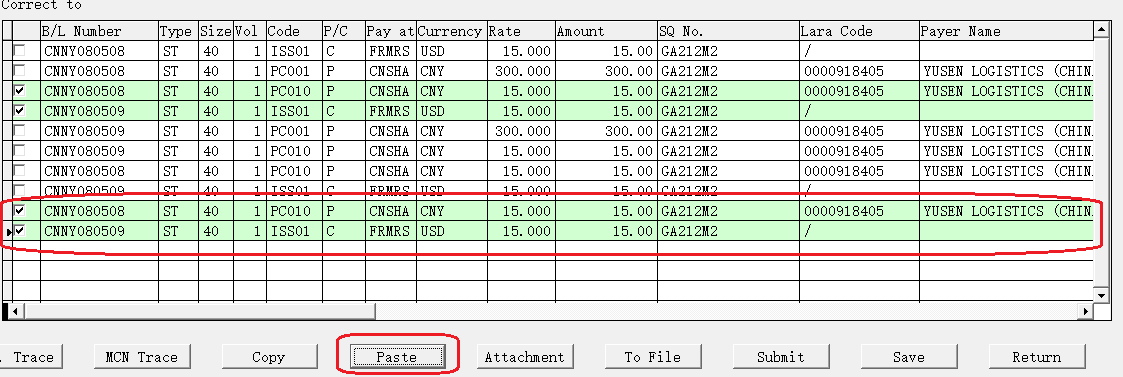 Correct to
B/L Number Type Size Vol Code P/C Pay at Currency Rate Amount SQ No. Lara Code Payer Name
CNNY080508 ST 40 1 ISS01 C FRMRS USD 15.000 15.00 GA212M2 /
CNNY080508 ST 40 1 PC001 P CNSHA CNY 300.000 300.00 GA212M2 0000918405 YUSEN LOGISTICS (CHIN
CNNY080508 ST 40 1 PC010 P CNSHA CNY 15.000 15.00 GA212M2 0000918405 YUSEN LOGISTICS (CHIN
CNNY080509 ST 40 1 ISS01 C FRMRS USD 15.000 15.00 GA212M2 /
CNNY080509 ST 40 1 PC001 P CNSHA CNY 300.000 300.00 GA212M2 0000918405 YUSEN LOGISTICS (CHIN
CNNY080509 ST 40 1 PC010 P CNSHA CNY 15.000 15.00 GA212M2 0000918405 YUSEN LOGISTICS (CHIN
CNNY080508 ST 40 1 PC010 P CNSHA CNY 15.000 15.00 GA212M2 0000918405 YUSEN LOGISTICS (CHIN
CNNY080509 ST 40 1 ISS01 C FRMRS USD 15.000 15.00 GA212M2 /
CNNY080508 ST 40 1 PC010 P CNSHA CNY 15.000 15.00 GA212M2 0000918405 YUSEN LOGISTICS (CHIN
CNNY080509 ST 40 1 ISS01 C FRMRS USD 15.000 15.00 GA212M2 /
. Trace MCN Trace Copy Paste Attachment To File Submit Save Return